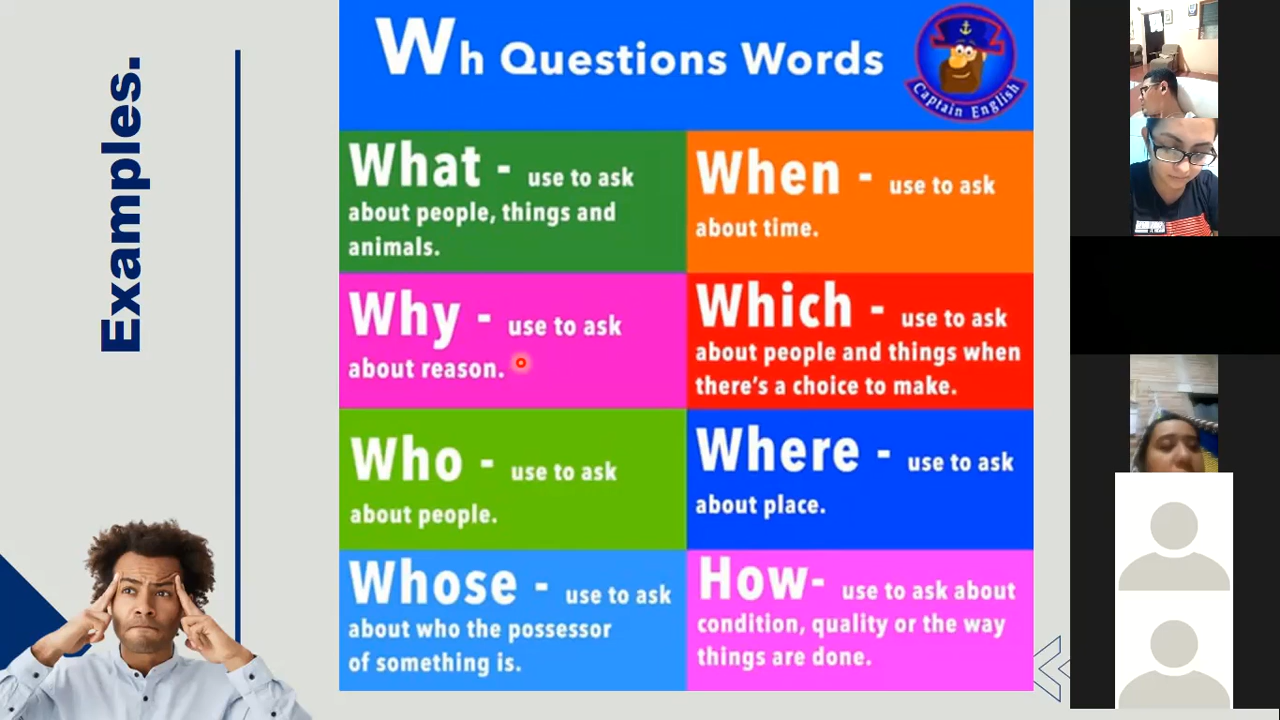 Examples.
Wh Questions Words
Captain English
What - use to ask
about people, things and
animals.
When - use to ask
about time.
Why - use to ask
about reason.
Which - use to ask
about people and things when
there's a choice to make.
Who - use to ask
about people.
Where - use to ask
about place.
Whose - use to ask
about who the possessor
of something is.
How- use to ask about
condition, quality or the way
things are done.